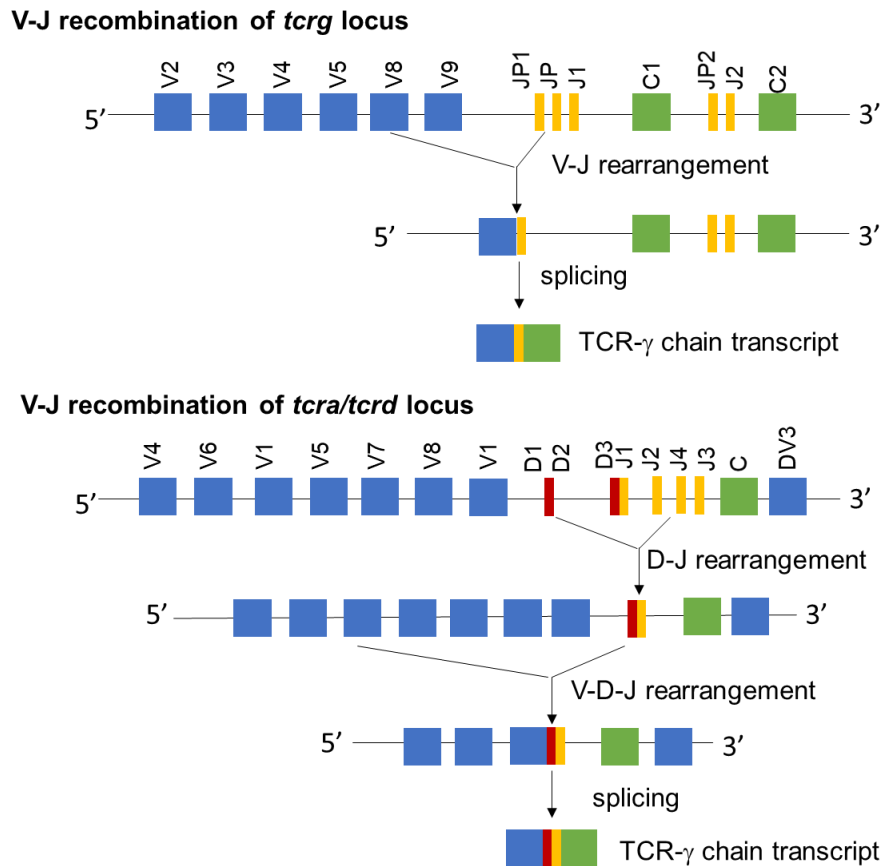 V-J recombination of tcrg locus
V2 V3 V4 V5 V8 V9 JP1 JP J1 C1 JP2 J2 C2
5’ 3’
V-J rearrangement
5’ 3’
splicing
TCR-γ chain transcript
V-J recombination of tcra/tcrd locus
V4 V6 V1 V5 V7 V8 V1 D1 D2 D3 J1 J2 J4 J3 C DV3
5’ 3’
D-J rearrangement
5’ 3’
V-D-J rearrangement
5’ 3’
splicing
TCR-γ chain transcript